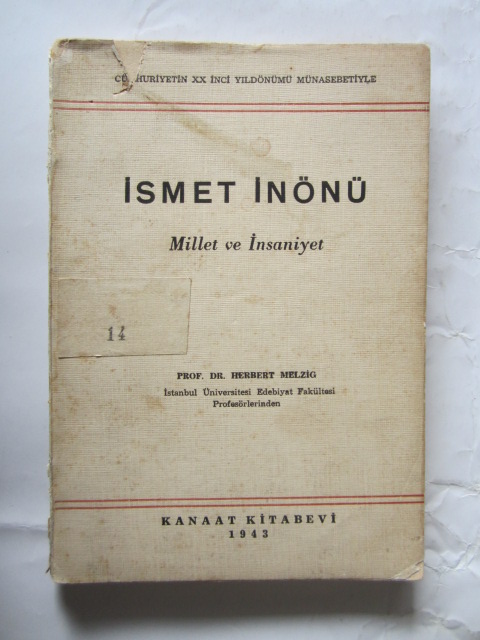 CUMHURİYETİN XX İNCİ YILDÖNÜMÜ MÜNASEBETİYLE
ISMET INÖNÜ
Millet ve İnsaniyet
14
PROF. DR. HERBERT MELZİG
İstanbul Üniversitesi Edebiyat Fakültesi
Profesörlerinden
KANAAT KİTABEVİ
1943